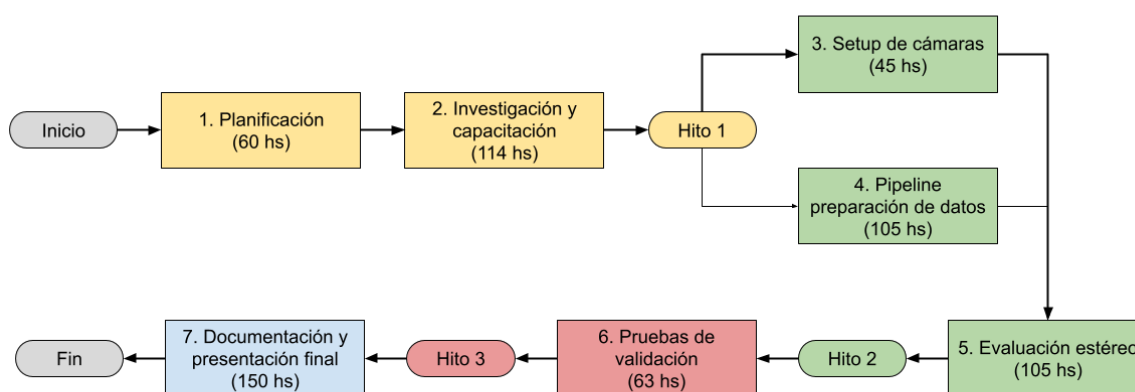 3. Setup de cámaras
(45 hs)
Inicio
1. Planificación
(60 hs)
2. Investigación y
capacitación
(114 hs)
Hito 1
4. Pipeline
preparación de datos
(105 hs)
7. Documentación y
presentación final
(150 hs)
6. Pruebas de
validación
(63 hs)
5. Evaluación estéreo
(105 hs)
Fin
Hito 3
Hito 2